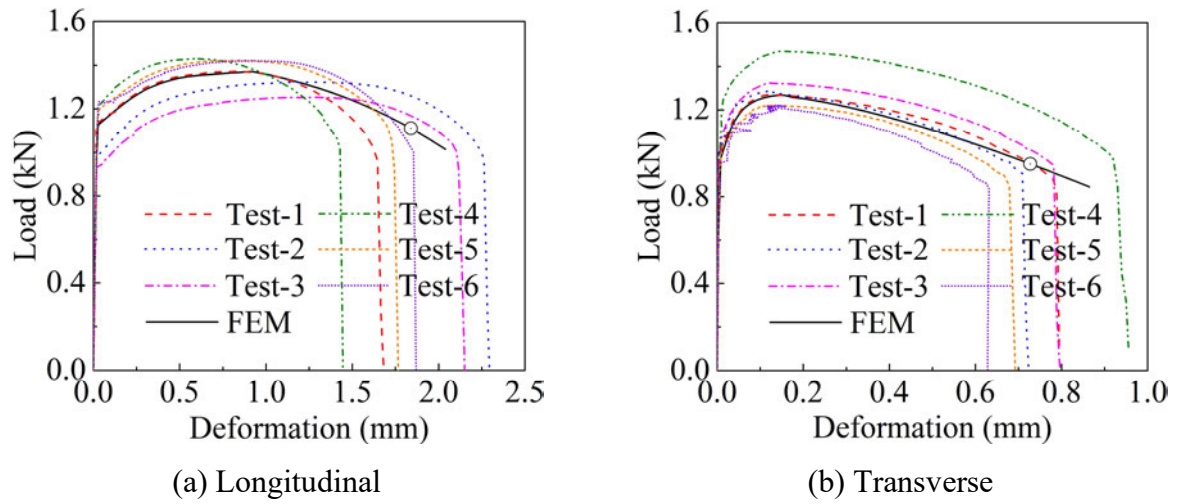 1.6
1.2
0.8
0.4
0.0
Load (kN)
Test-1
Test-4
Test-2
Test-5
Test-3
Test-6
FEM
0.0 0.5 1.0 1.5 2.0 2.5
Deformation (mm)
(a) Longitudinal
1.6
1.2
0.8
0.4
0.0
Load (kN)
Test-1
Test-4
Test-2
Test-5
Test-3
Test-6
FEM
0.0 0.2 0.4 0.6 0.8 1.0
Deformation (mm)
(b) Transverse